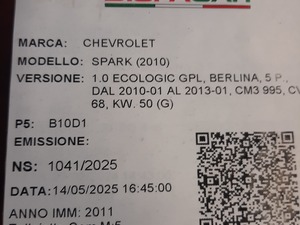 MARCA: CHEVROLET
MODELLO: SPARK (2010)
VERSIONE: 1.0 ECOLOGIC GPL, BERLINA, 5 P.,
DAL 2010-01 AL 2013-01, CM3 995, CV
68, KW. 50 (G)
P5: B10D1
EMISSIONE:
NS: 1041/2025
DATA: 14/05/2025 16:45:00
ANNO IMM: 2011